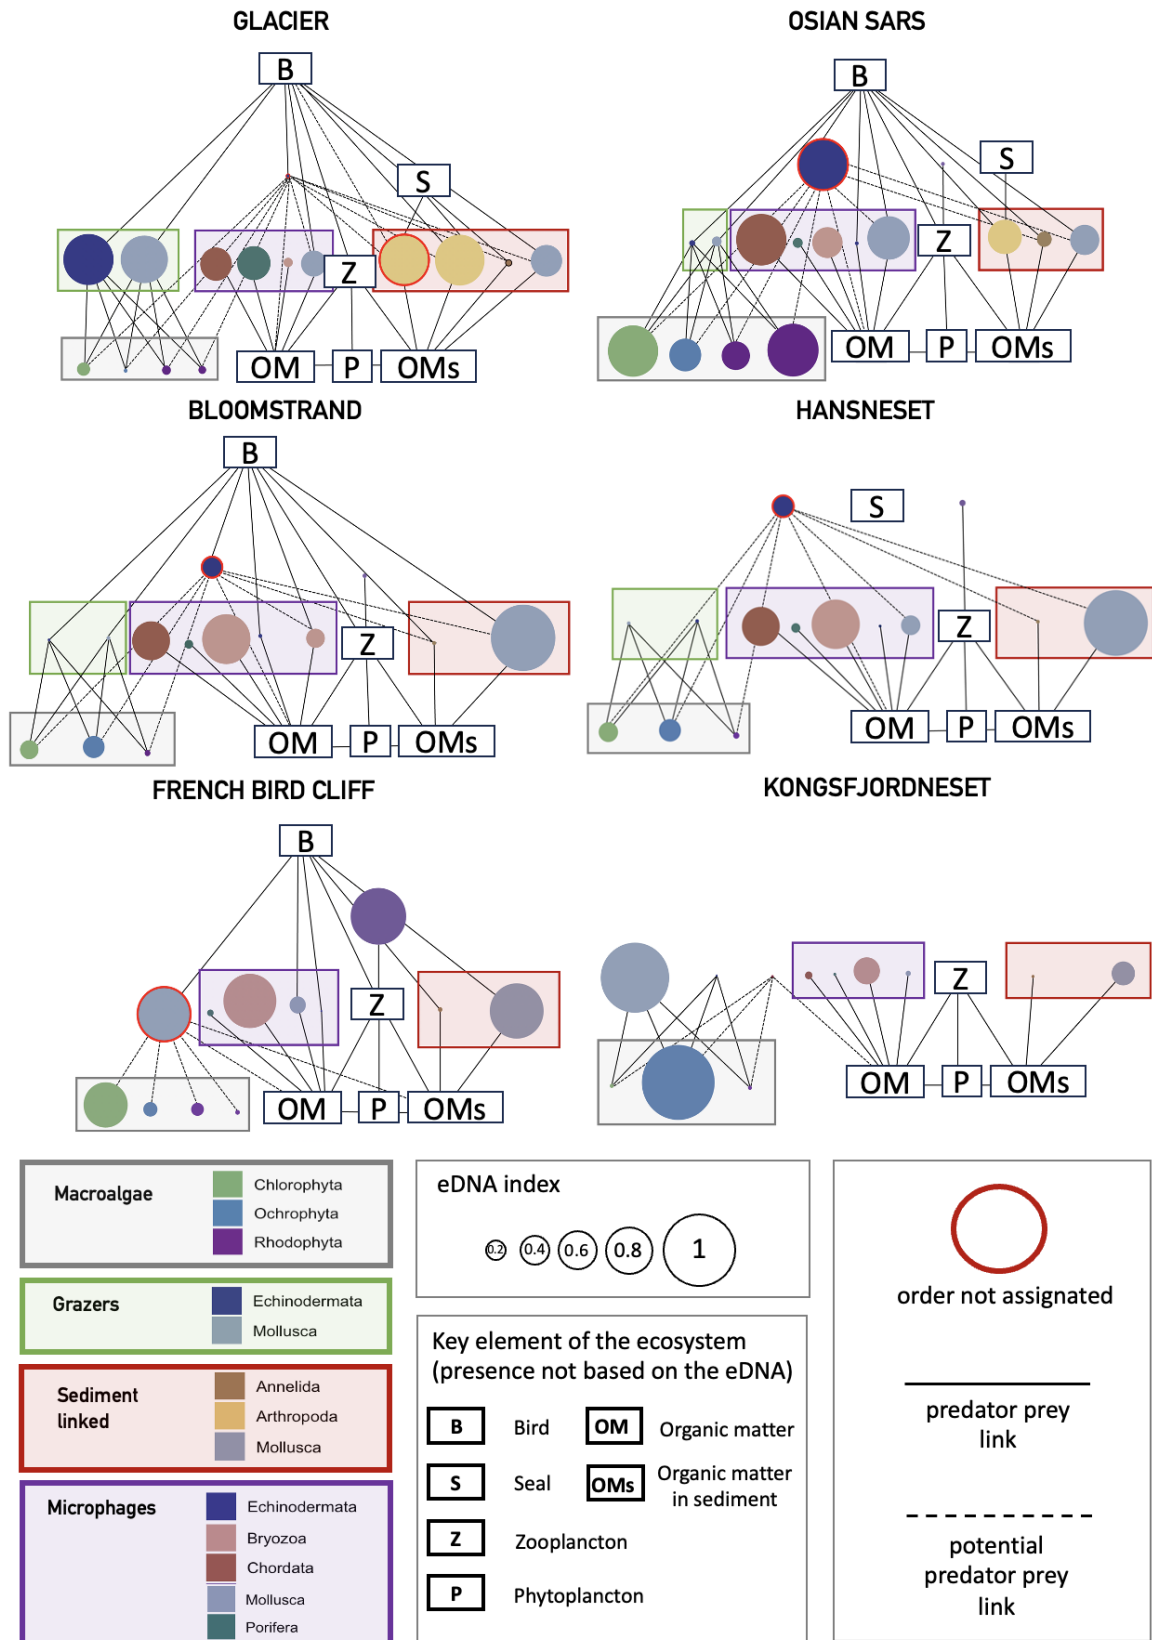 GLACIER
OSIAN SARS
B
B
S
S
Z
Z
OM
P
OMs
OM
P
OMs
BLOOMSTRAND
HANSNESET
B
S
Z
Z
OM
P
OMs
OM
P
OMs
FRENCH BIRD CLIFF
KONGSFJORDNESET
B
Z
Z
OM
P
OMs
OM
P
OMs
Macroalgae
Chlorophyta
Ochrophyta
Rhodophyta
Grazers
Echinodermata
Mollusca
Sediment
linked
Annelida
Arthropoda
Mollusca
Microphages
Echinodermata
Bryozoa
Chordata
Mollusca
Porifera
eDNA index
0.2
0.4
0.6
0.8
1
Key element of the ecosystem
(presence not based on the eDNA)
B
Bird
OM
Organic matter
S
Seal
OMs
Organic matter
in sediment
Z
Zooplancton
P
Phytoplancton
order not assignated
predator prey
link
potential
predator prey
link